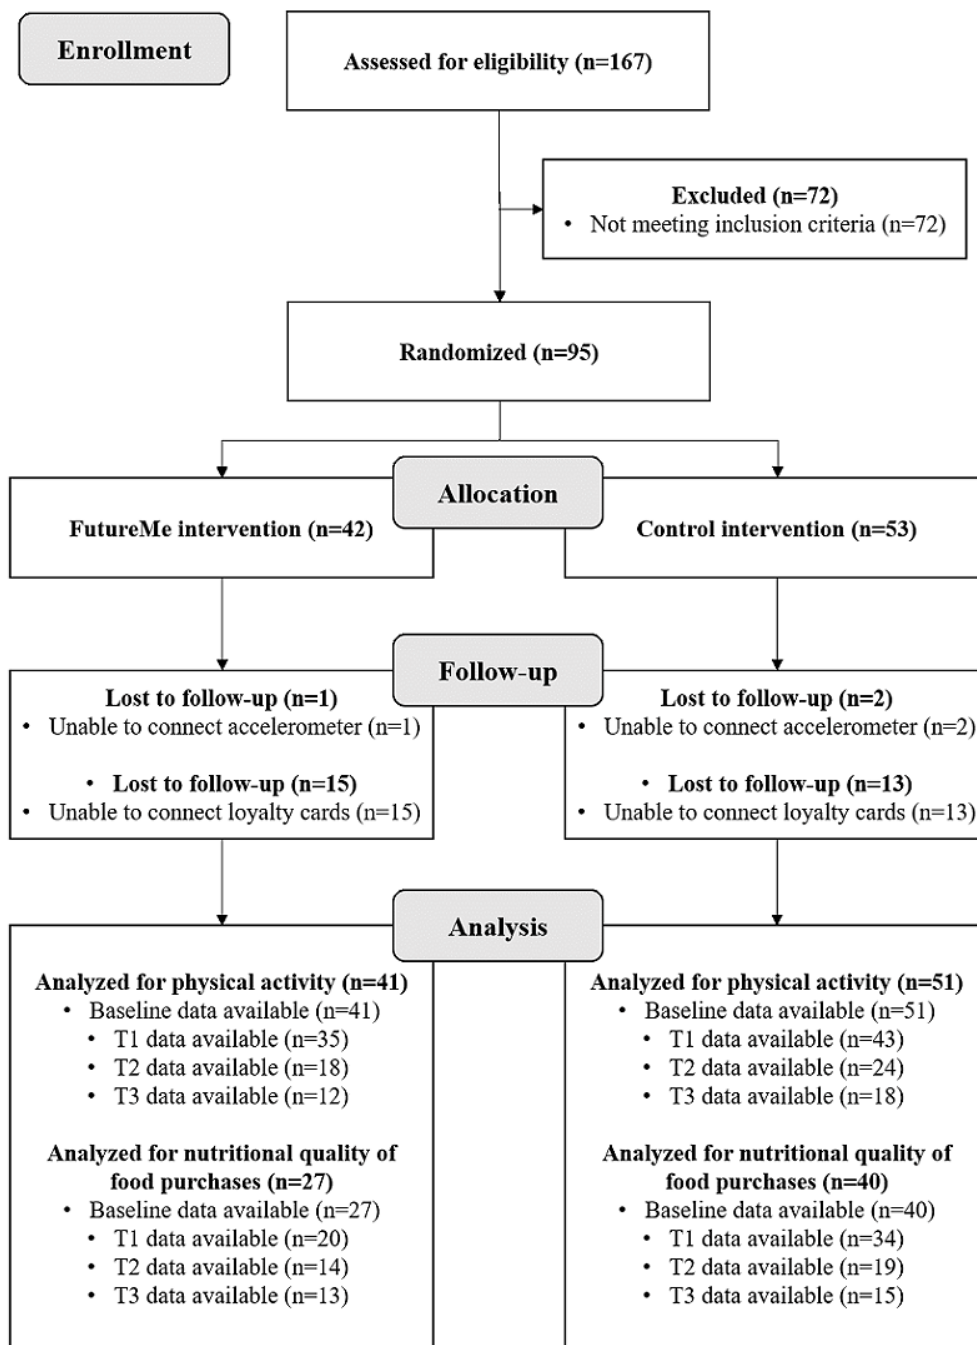 Enrollment
Assessed for eligibility (n=167)
Excluded (n=72)
• Not meeting inclusion criteria (n=72)
Randomized (n=95)
Allocation
FutureMe intervention (n=42)
Control intervention (n=53)
Follow-up
Lost to follow-up (n=1)
• Unable to connect accelerometer (n=1)
• Lost to follow-up (n=15)
• Unable to connect loyalty cards (n=15)
Lost to follow-up (n=2)
• Unable to connect accelerometer (n=2)
• Lost to follow-up (n=13)
• Unable to connect loyalty cards (n=13)
Analysis
Analyzed for physical activity (n=41)
• Baseline data available (n=41)
• T1 data available (n=35)
• T2 data available (n=18)
• T3 data available (n=12)
Analyzed for nutritional quality of
food purchases (n=27)
• Baseline data available (n=27)
• T1 data available (n=20)
• T2 data available (n=14)
• T3 data available (n=13)
Analyzed for physical activity (n=51)
• Baseline data available (n=51)
• T1 data available (n=43)
• T2 data available (n=24)
• T3 data available (n=18)
Analyzed for nutritional quality of
food purchases (n=40)
• Baseline data available (n=40)
• T1 data available (n=34)
• T2 data available (n=19)
• T3 data available (n=15)